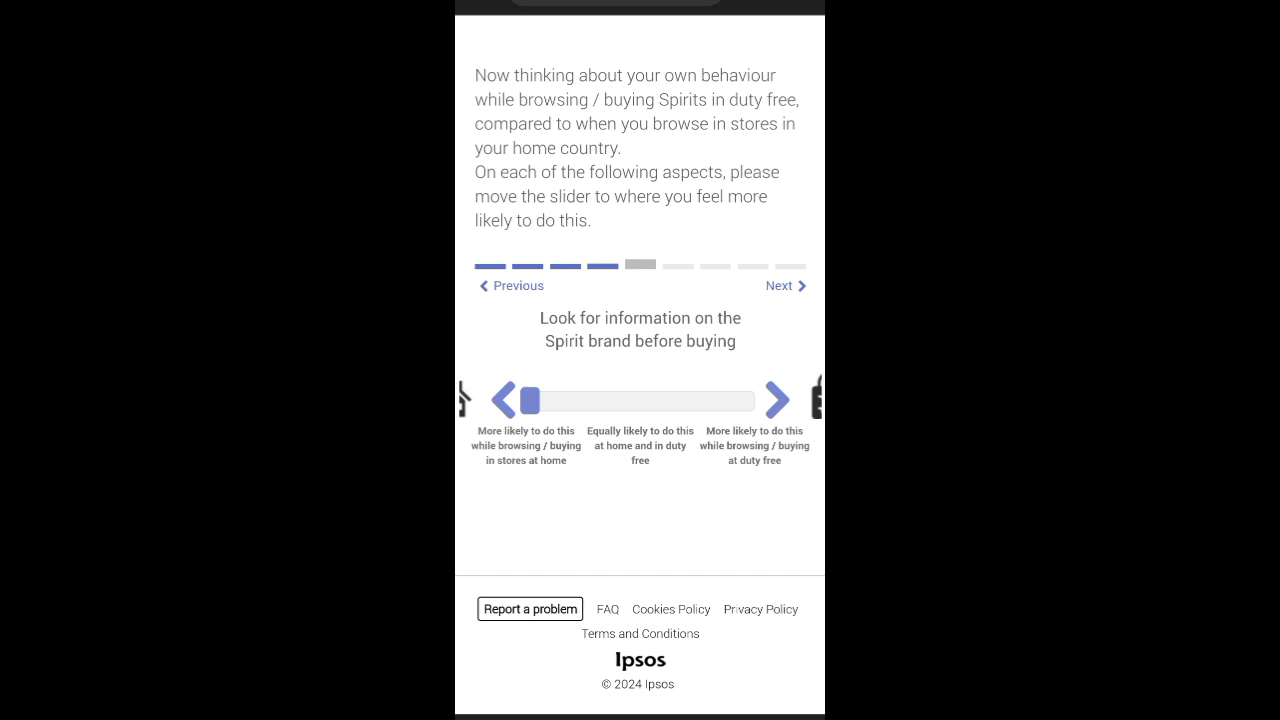 Now thinking about your own behaviour
while browsing / buying Spirits in duty free,
compared to when you browse in stores in
your home country.
On each of the following aspects, please
move the slider to where you feel more
likely to do this.
Previous
Next
Look for information on the
Spirit brand before buying
More likely to do this
while browsing / buying
in stores at home
Equally likely to do this
at home and in duty
free
More likely to do this
while browsing / buying
at duty free
Report a problem
FAQ
Cookies Policy
Privacy Policy
Terms and Conditions
Ipsos
© 2024 Ipsos